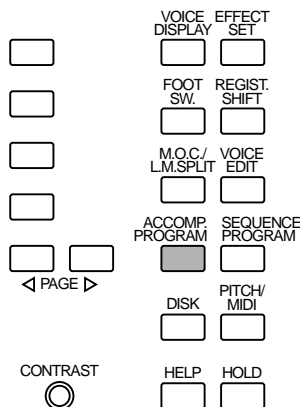 VOICE EFFECT
DISPLAY SET
FOOT REGIST.
SW. SHIFT
M.O.C./ VOICE
L.M.SPLIT EDIT
ACCOMP. SEQUENCE
PROGRAM PROGRAM
◁ PAGE ▷
DISK
PITCH/
MIDI
CONTRAST
HELP HOLD